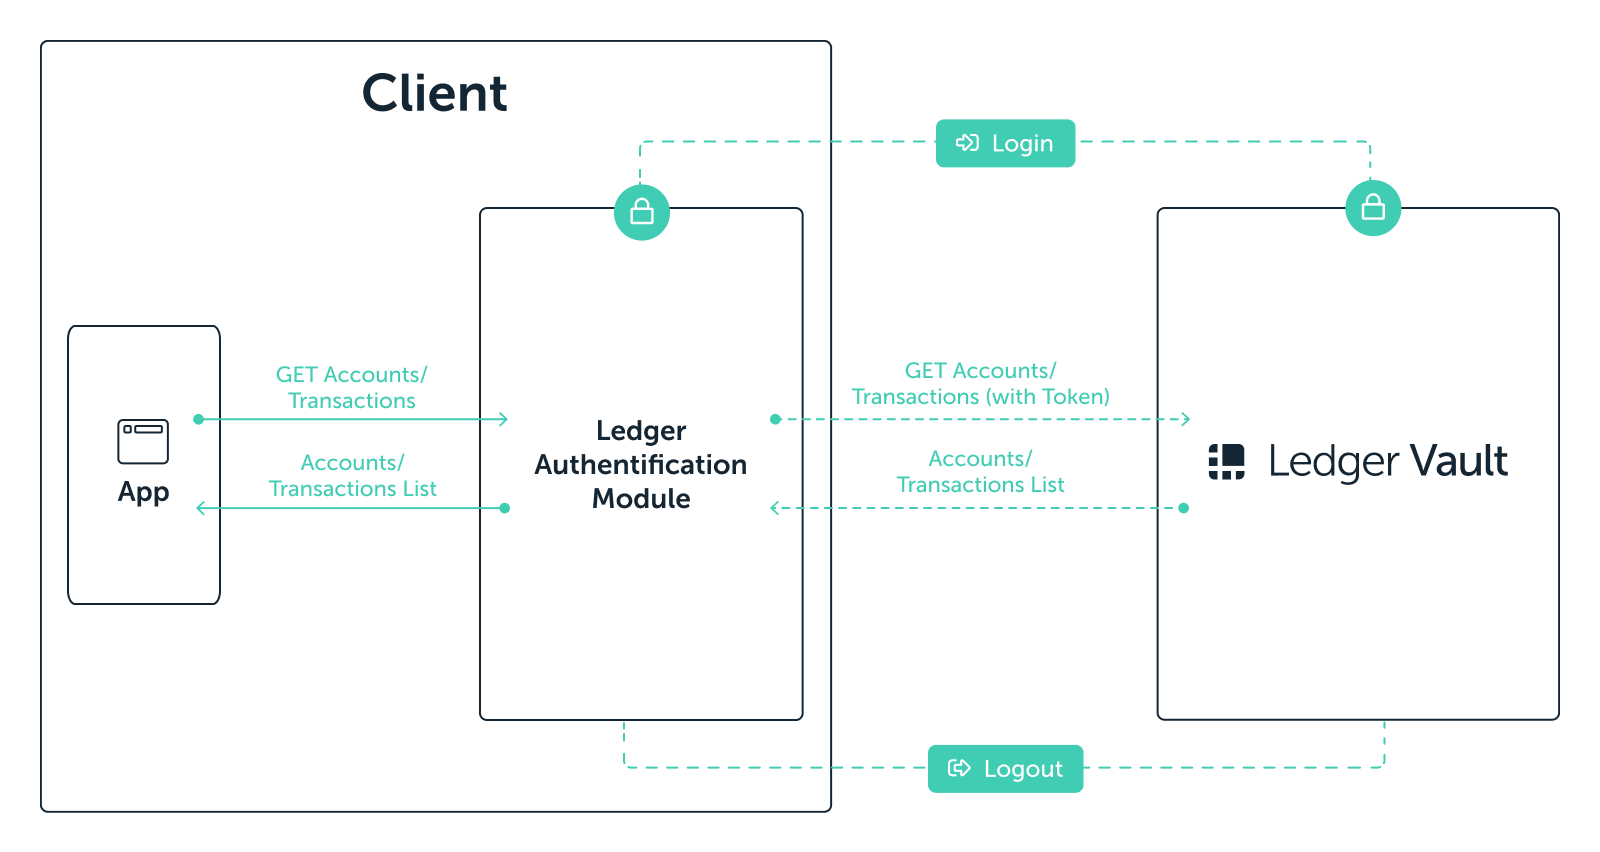 Client
Login
GET Accounts/
Transactions
GET Accounts/
Transactions (with Token)
Ledger
Authentification
Module
Accounts/
Transactions List
Accounts/
Transactions List
Ledger Vault
App
Logout